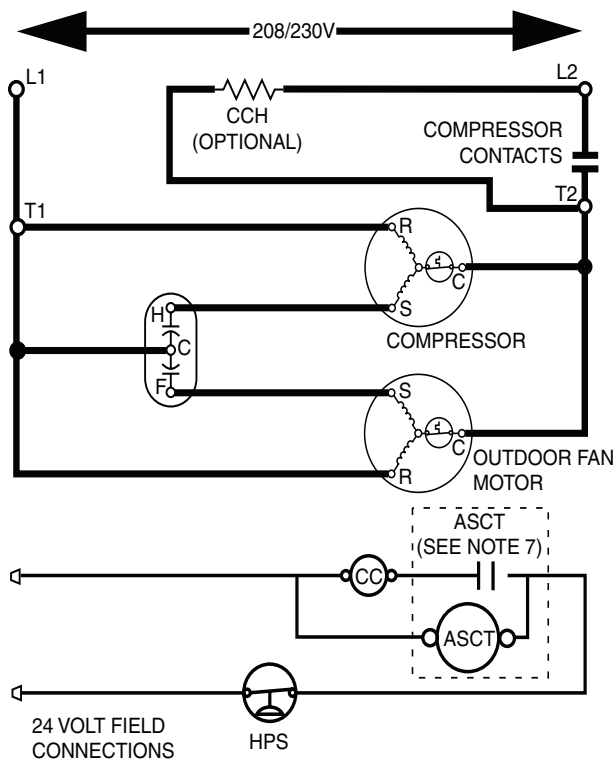 208/230V
L1
L2
CCH
(OPTIONAL)
COMPRESSOR
CONTACTS
T2
T1
R
C
S
COMPRESSOR
H
C
F
S
C
R
OUTDOOR FAN
MOTOR
ASCT
(SEE NOTE 7)
CC
ASCT
HPS
24 VOLT FIELD
CONNECTIONS